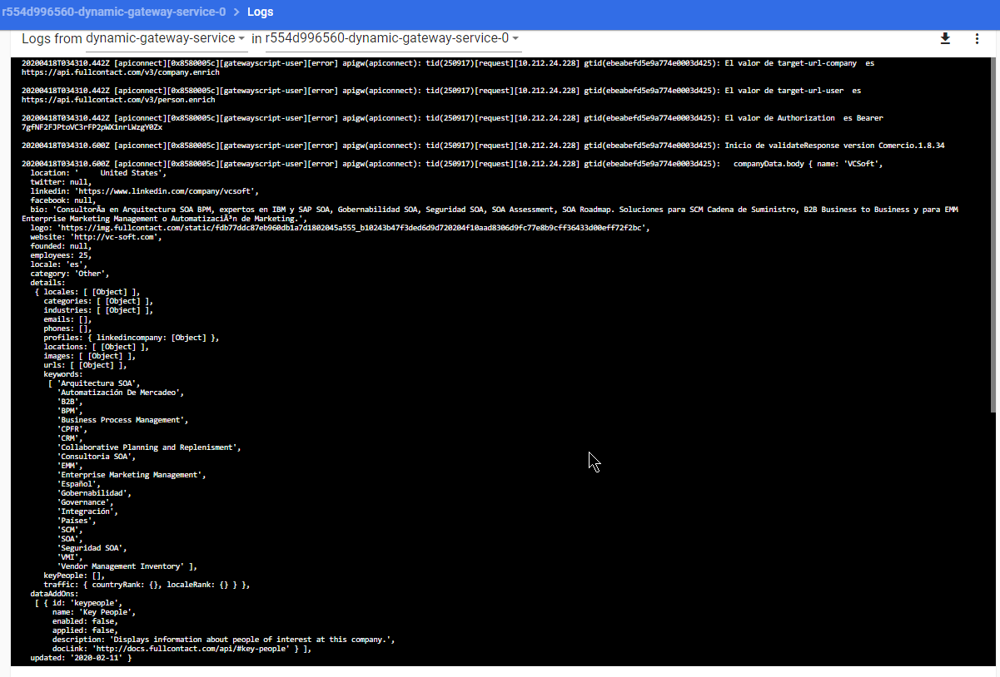 r554d996560-dynamic-gateway-service-0 > Logs
Logs from dynamic-gateway-service in r554d996560-dynamic-gateway-service-0
20200418T034310.442Z [apiconnect][0x8580005c][gatewayscript-user][error] apigw(apiconnect): tid(250917)[request][10.212.24.228] gtid(ebeabefd5e9a774e0003d425): El valor de target-url-company  es
https://api.fullcontact.com/v3/company.enrich
20200418T034310.442Z [apiconnect][0x8580005c][gatewayscript-user][error] apigw(apiconnect): tid(250917)[request][10.212.24.228] gtid(ebeabefd5e9a774e0003d425): El valor de target-url-user  es
https://api.fullcontact.com/v3/person.enrich
20200418T034310.442Z [apiconnect][0x8580005c][gatewayscript-user][error] apigw(apiconnect): tid(250917)[request][10.212.24.228] gtid(ebeabefd5e9a774e0003d425): El valor de Authorization  es Bearer
7gfNF2FJPtoVC3rFP2pWX1nrLWzgY0Zx
20200418T034310.600Z [apiconnect][0x8580005c][gatewayscript-user][error] apigw(apiconnect): tid(250917)[request][10.212.24.228] gtid(ebeabefd5e9a774e0003d425): Inicio de validateResponse version Comercio.1.8.34
20200418T034310.600Z [apiconnect][0x8580005c][gatewayscript-user][error] apigw(apiconnect): tid(250917)[request][10.212.24.228] gtid(ebeabefd5e9a774e0003d425):   companyData.body { name: 'VCSoft',
location: '     United States',
twitter: null,
linkedin: 'https://www.linkedin.com/company/vcsoft',
facebook: null,
bio: 'ConsultorÃ­a en Arquitectura SOA BPM, expertos en IBM y SAP SOA, Gobernabilidad SOA, Seguridad SOA, SOA Assessment, SOA Roadmap. Soluciones para SCM Cadena de Suministro, B2B Business to Business y para EMM
Enterprise Marketing Management o AutomatizaciÃ³n de Marketing.',
logo: 'https://img.fullcontact.com/static/fdb77ddc87eb960db1a7d1802045a555_b10243b47f3ded6d9d720204f10aad8306d9fc77e8b9cff36433d00eff72f2bc',
website: 'http://vc-soft.com',
founded: null,
employees: 25,
locale: 'es',
category: 'Other',
details:
{ locales: [ [Object] ],
categories: [ [Object] ],
industries: [ [Object] ],
emails: [],
phones: [],
profiles: { linkedincompany: [Object] },
locations: [ [Object] ],
images: [ [Object] ],
urls: [ [Object] ],
keywords:
[ 'Arquitectura SOA',
'Automatización De Mercadeo',
'B2B',
'BPM',
'Business Process Management',
'CPFR',
'CRM',
'Collaborative Planning and Replenisment',
'Consultoria SOA',
'EMM',
'Enterprise Marketing Management',
'Español',
'Gobernabilidad',
'Governance',
'Integración',
'Países',
'SCM',
'SOA',
'Seguridad SOA',
'VMI',
'Vendor Management Inventory' ],
keyPeople: [],
traffic: { countryRank: {}, localeRank: {} } },
dataAddOns:
[ { id: 'keypeople',
name: 'Key People',
enabled: false,
applied: false,
description: 'Displays information about people of interest at this company.',
docLink: 'http://docs.fullcontact.com/api/#key-people' } ],
updated: '2020-02-11' }